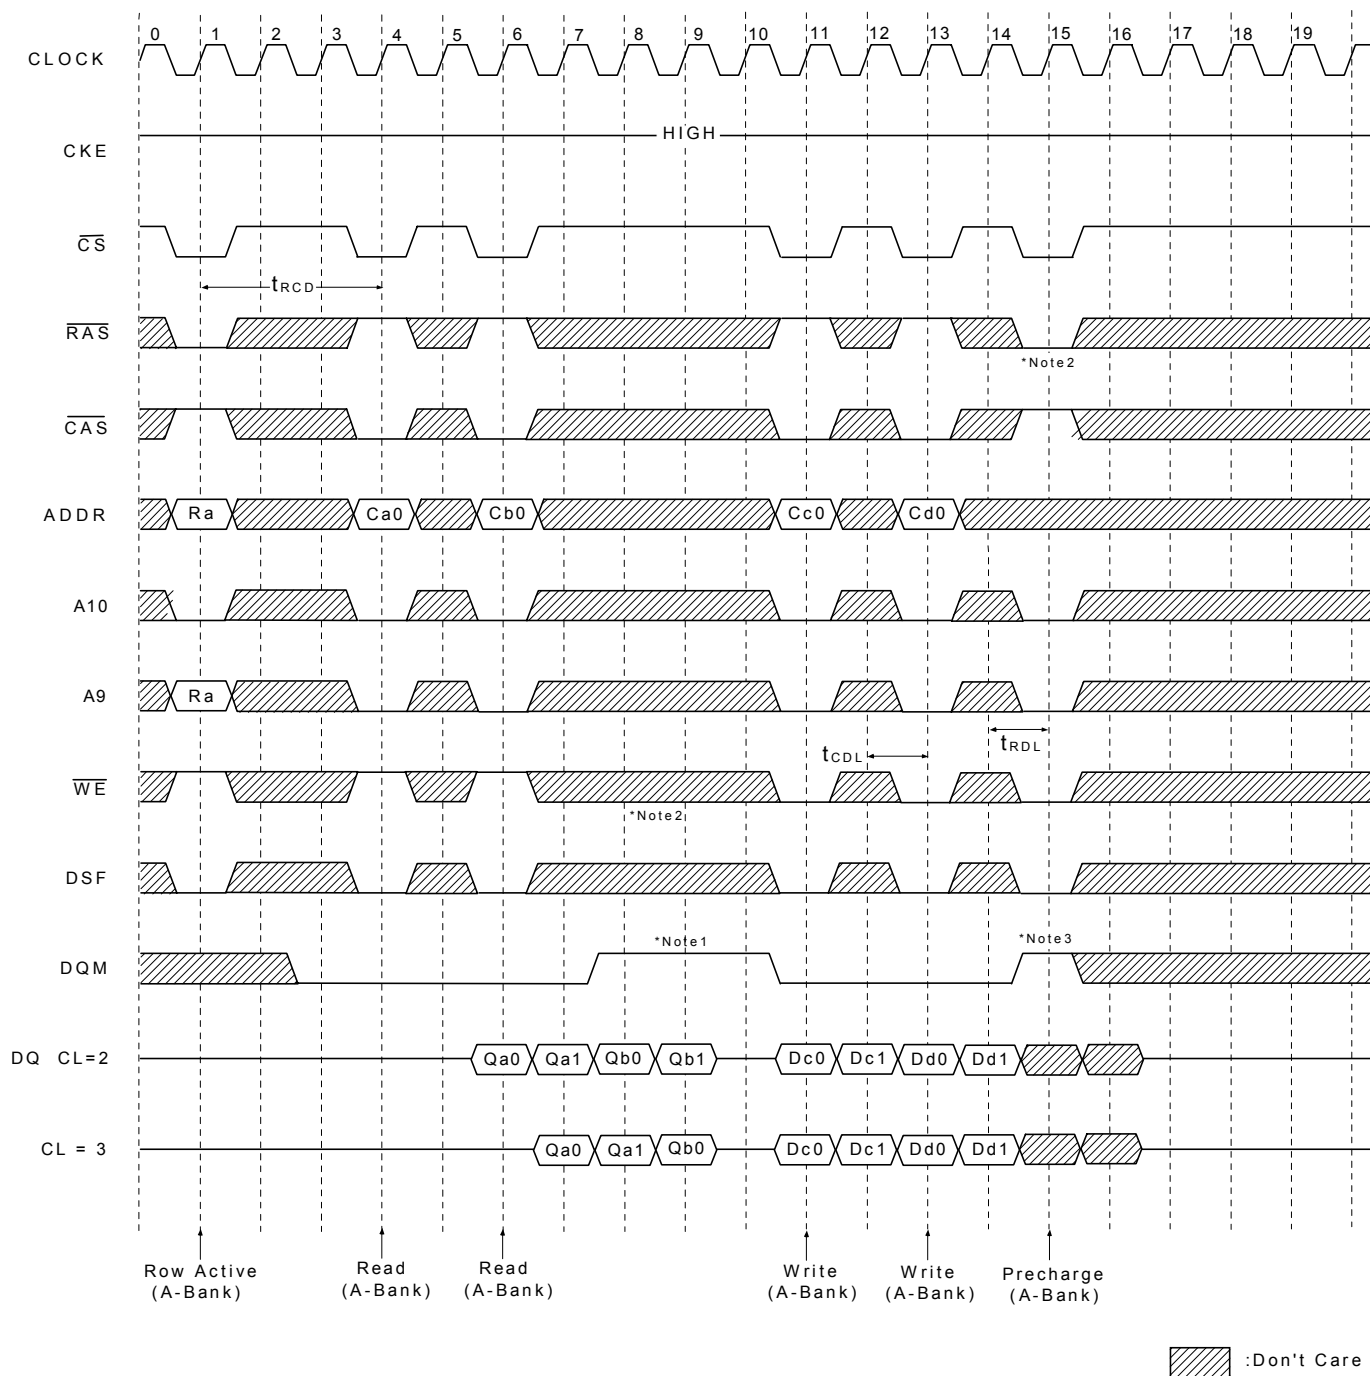 0 1 2 3 4 5 6 7 8 9 10 11 12 13 14 15 16 17 18 19
CLOCK
HIGH
CKE
CS
tRCD
RAS
*Note2
CAS
ADDR Ra Ca0 Cb0 Cc0 Cd0
A10
A9 Ra
tCDL tRDL
WE
*Note2
DSF
*Note1 *Note3
DQM
DQ CL=2 Qa0 Qa1 Qb0 Qb1 Dc0 Dc1 Dd0 Dd1
CL = 3 Qa0 Qa1 Qb0 Dc0 Dc1 Dd0 Dd1
Row Active
(A-Bank)
Read
(A-Bank)
Read
(A-Bank)
Write
(A-Bank)
Write
(A-Bank)
Precharge
(A-Bank)
:Don't Care